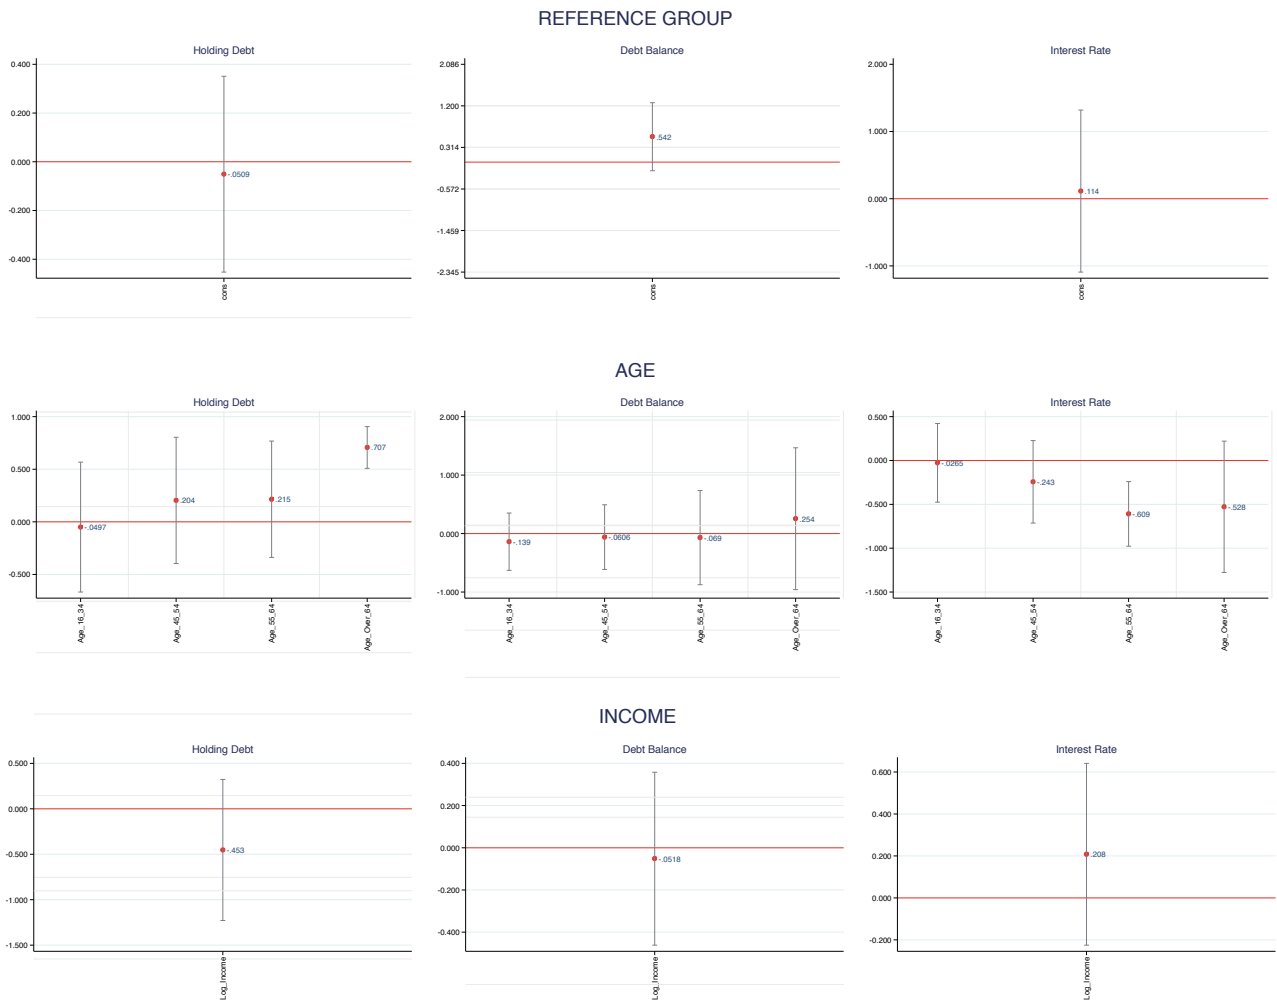 REFERENCE GROUP
Holding Debt
Debt Balance
Interest Rate
0.400
0.200
0.000
-0.200
-0.400
-.0509
cons
2.086
1.200
0.314
-0.572
-1.459
-2.345
.542
cons
2.000
1.000
0.000
-1.000
.114
cons
AGE
Holding Debt
Debt Balance
Interest Rate
1.000
0.500
0.000
-0.500
-.0497
.204
.215
.707
Age_16_34
Age_45_54
Age_55_64
Age_Over_64
2.000
1.000
0.000
-1.000
-.139
-.0606
-.069
.254
Age_16_34
Age_45_54
Age_55_64
Age_Over_64
0.500
0.000
-0.500
-1.000
-1.500
-.0265
-.243
-.609
-.528
Age_16_34
Age_45_54
Age_55_64
Age_Over_64
INCOME
Holding Debt
Debt Balance
Interest Rate
0.500
0.000
-0.500
-1.000
-1.500
-.453
Log_Income
0.400
0.200
0.000
-0.200
-0.400
-.0518
Log_Income
0.600
0.400
0.200
0.000
-0.200
.208
Log_Income